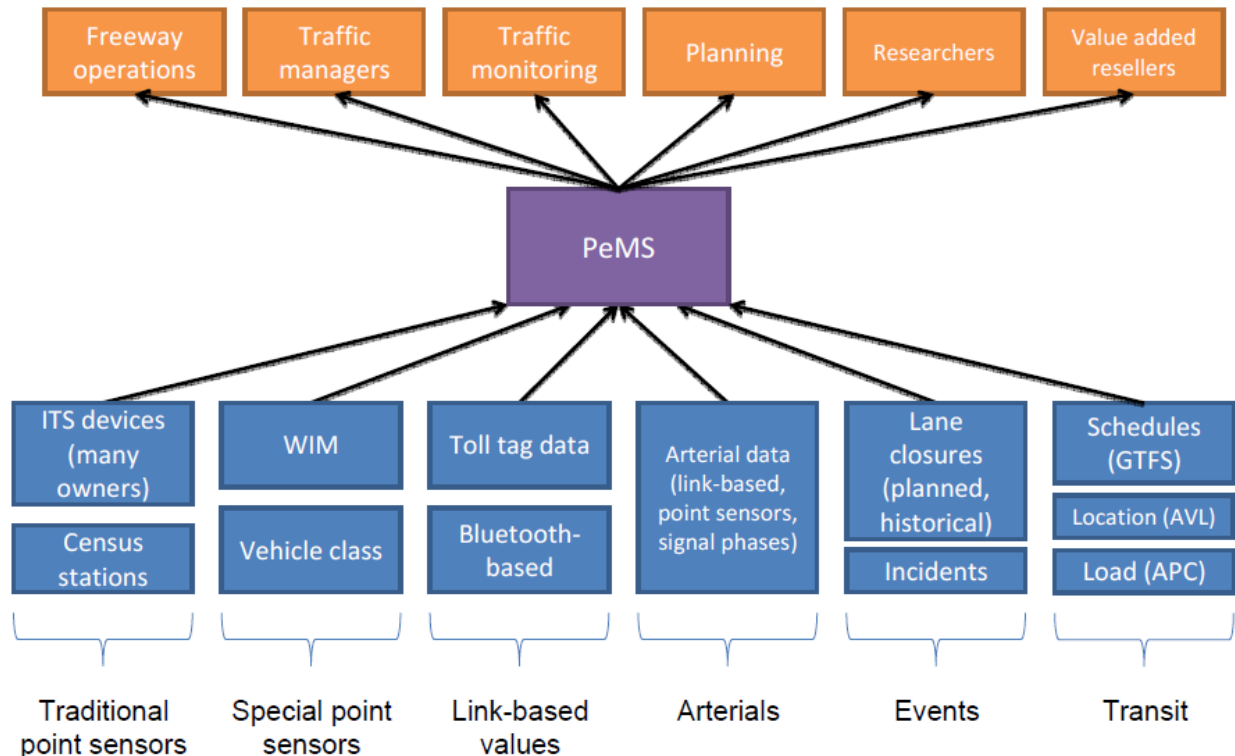 Freeway
operations
Traffic
managers
Traffic
monitoring
Planning
Researchers
Value added
resellers
PeMS
ITS devices
(many
owners)
Census
stations
WIM
Vehicle class
Toll tag data
Bluetooth-
based
Arterial data
(link-based,
point sensors,
signal phases)
Lane
closures
(planned,
historical)
Incidents
Schedules
(GTFS)
Location (AVL)
Load (APC)
Traditional
point sensors
Special point
sensors
Link-based
values
Arterials
Events
Transit